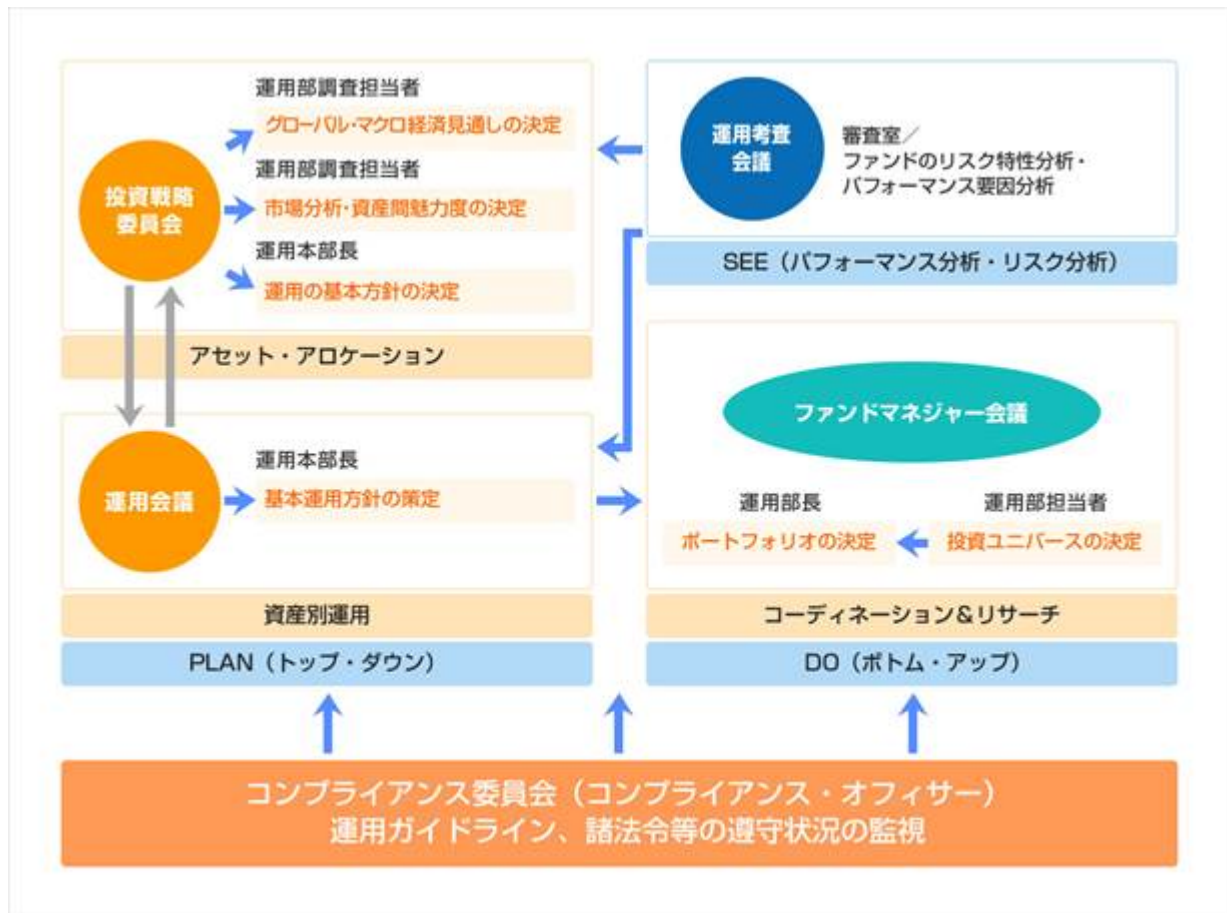 運用部調査担当者
グローバル・マクロ経済見通しの決定
投資戦略
委員会
運用部調査担当者
市場分析・資産間魅力度の決定
運用本部長
運用の基本方針の決定
アセット・アロケーション
運用会議
運用本部長
基本運用方針の策定
資産別運用
PLAN（トップ・ダウン）
運用考査
会議
審査室／
ファンドのリスク特性分析・
パフォーマンス要因分析
SEE（パフォーマンス分析・リスク分析）
ファンドマネジャー会議
運用部長
ポートフォリオの決定
運用部担当者
投資ユニバースの決定
コーディネーション＆リサーチ
DO（ボトム・アップ）
コンプライアンス委員会（コンプライアンス・オフィサー）
運用ガイドライン、諸法令等の遵守状況の監視